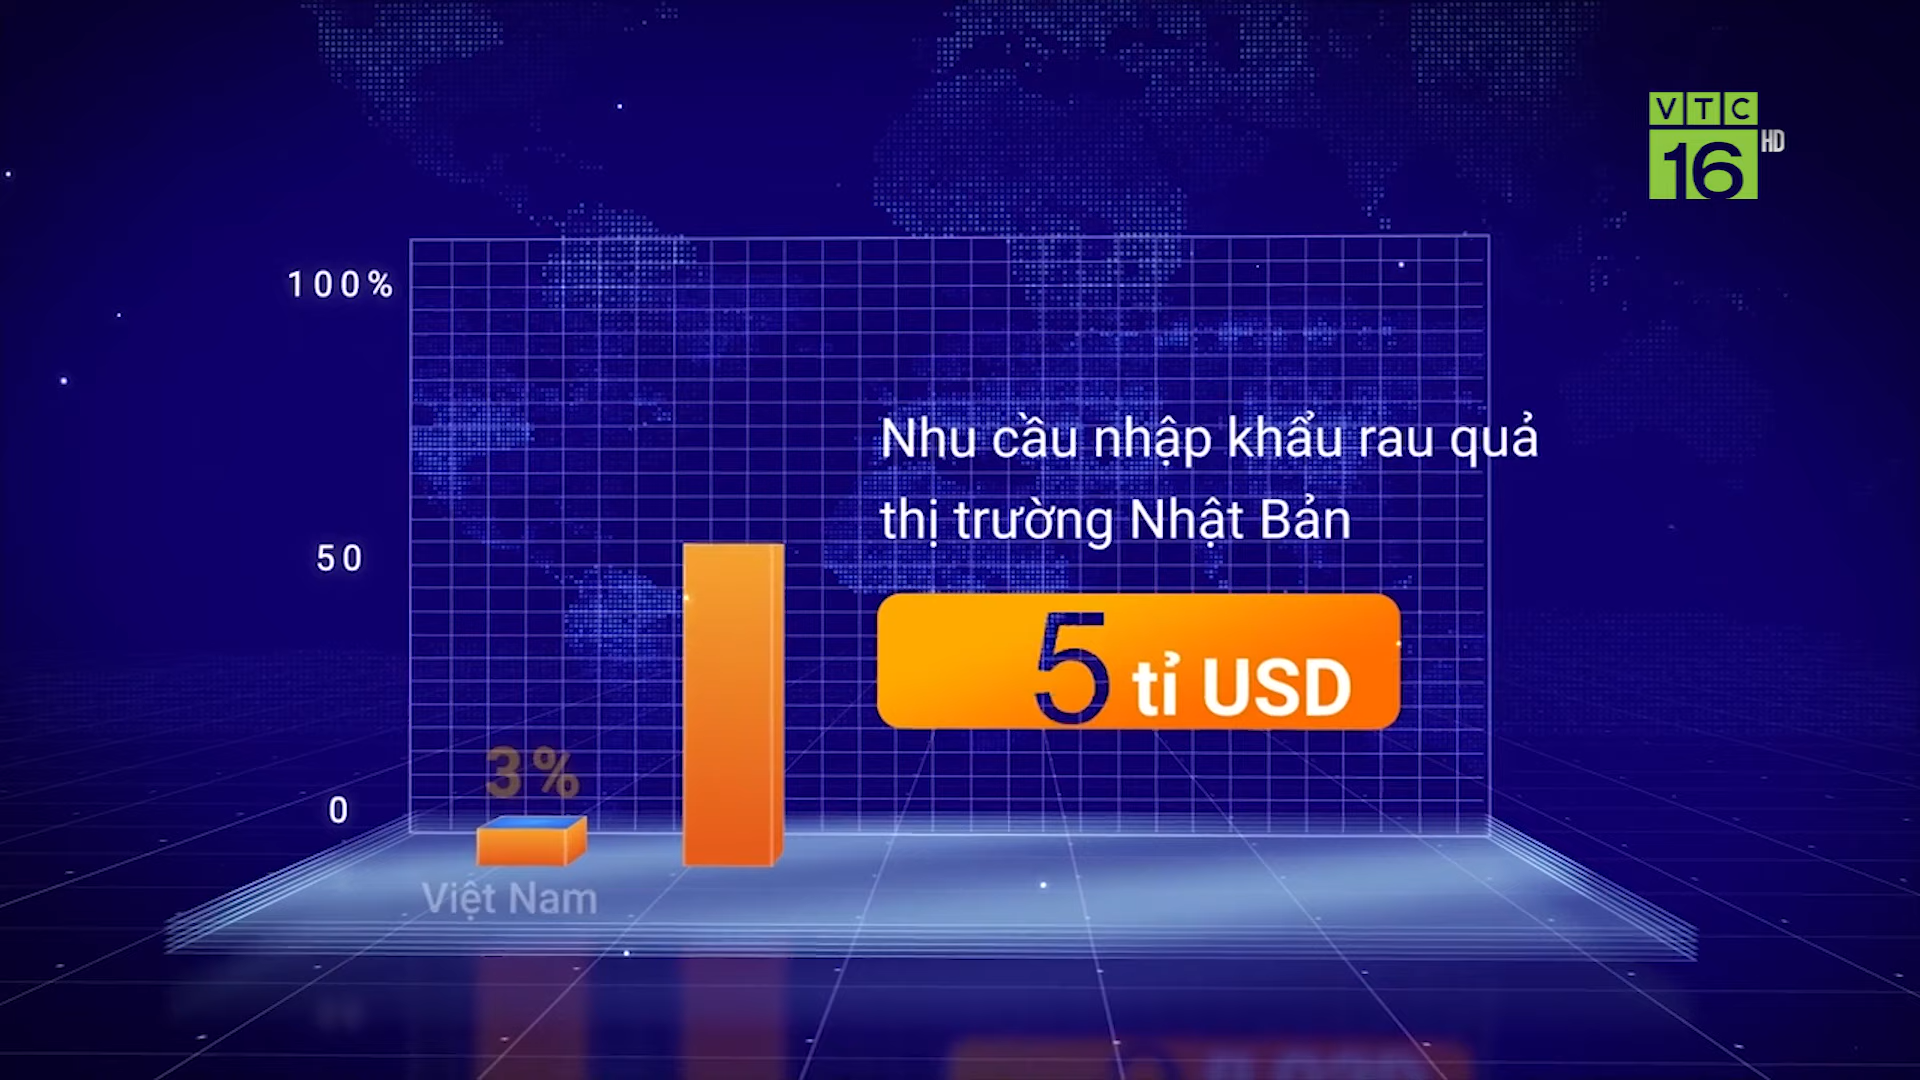 VTC
16 HD
100%
Nhu cầu nhập khẩu rau quả
thị trường Nhật Bản
50
5 tỉ USD
3%
0
Việt Nam